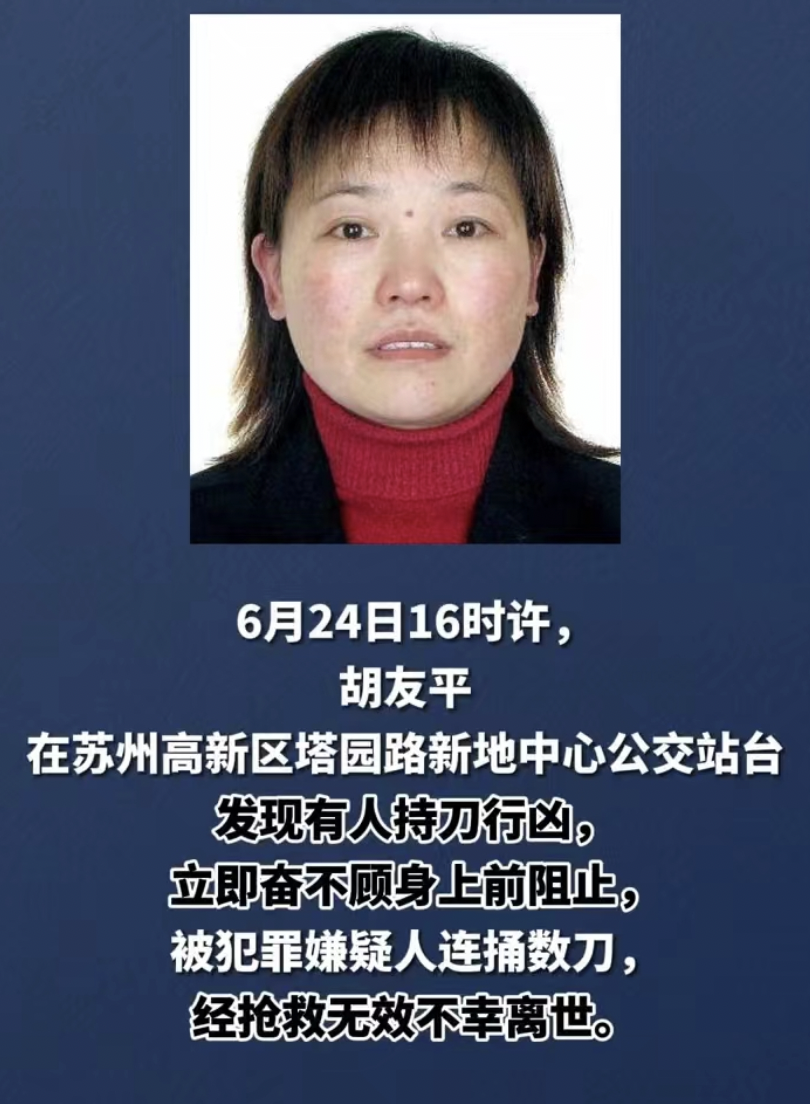 6月24日16时许，
胡友平
在苏州高新区塔园路新地中心公交站台
发现有人持刀行凶，
立即奋不顾身上前阻止，
被犯罪嫌疑人连捅数刀，
经抢救无效不幸离世。